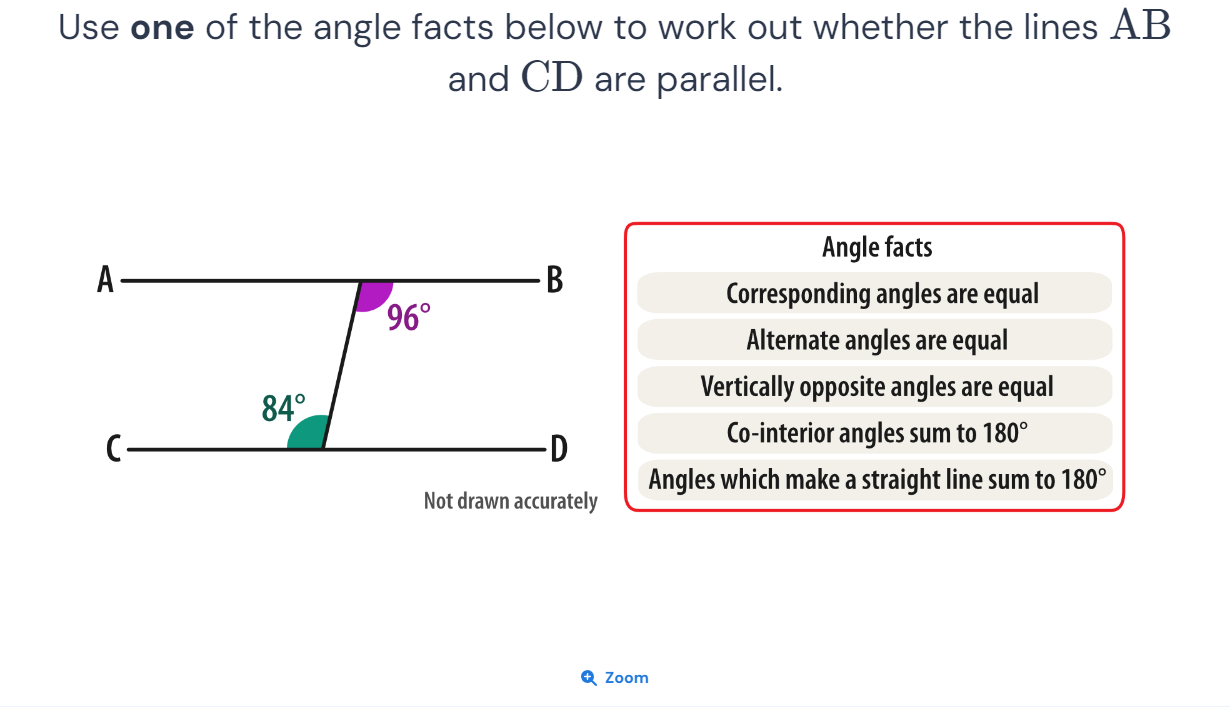 Use one of the angle facts below to work out whether the lines AB
and CD are parallel.
A
B
96°
84°
C
D
Not drawn accurately
Angle facts
Corresponding angles are equal
Alternate angles are equal
Vertically opposite angles are equal
Co-interior angles sum to 180°
Angles which make a straight line sum to 180°
Zoom